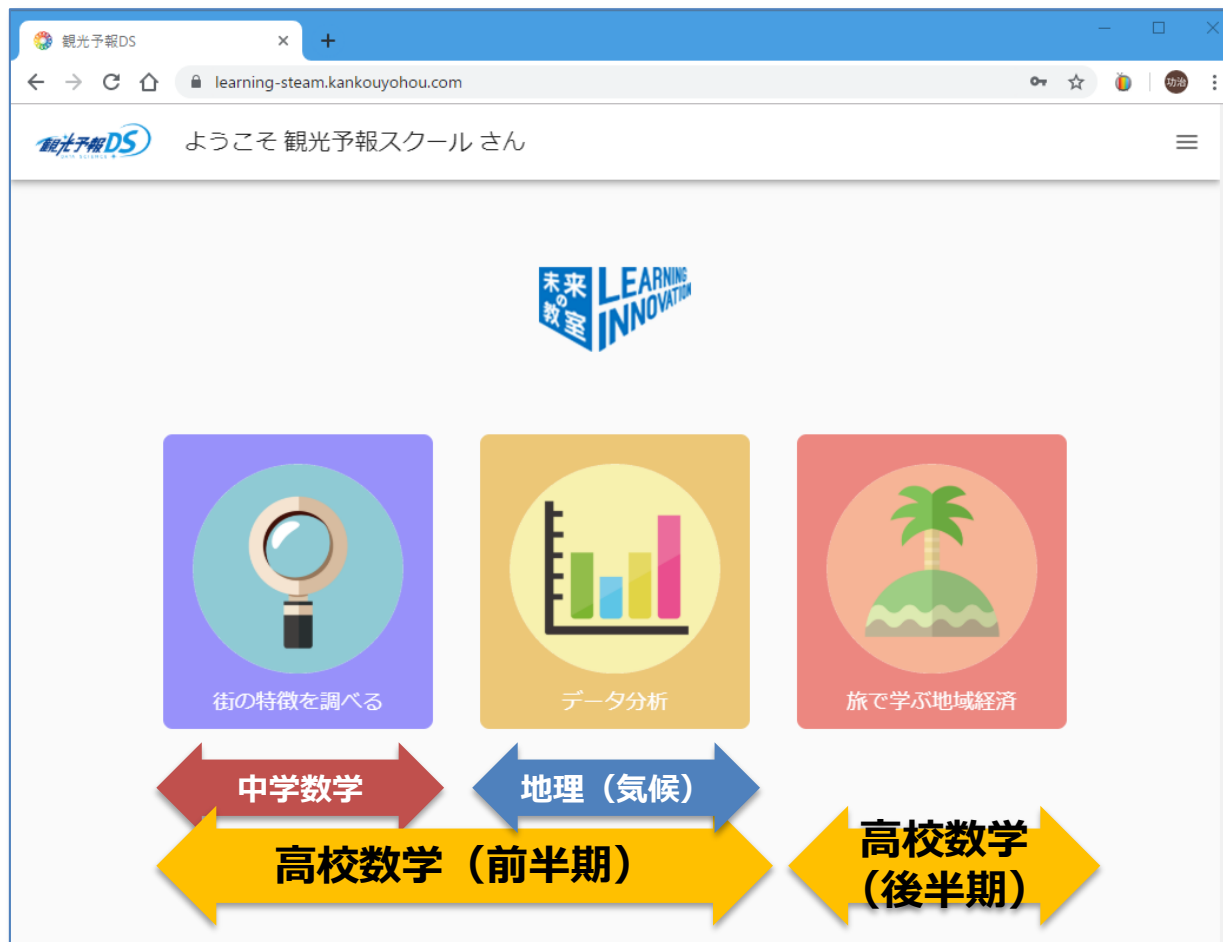 観光予報DS
learning-steam.kankouyohou.com
功治
観光予報DS
ようこそ 観光予報スクール さん
未来の教室
LEARNING
INNOVATION
街の特徴を調べる
データ分析
旅で学ぶ地域経済
中学数学
地理（気候）
高校数学（前半期）
高校数学
（後半期）